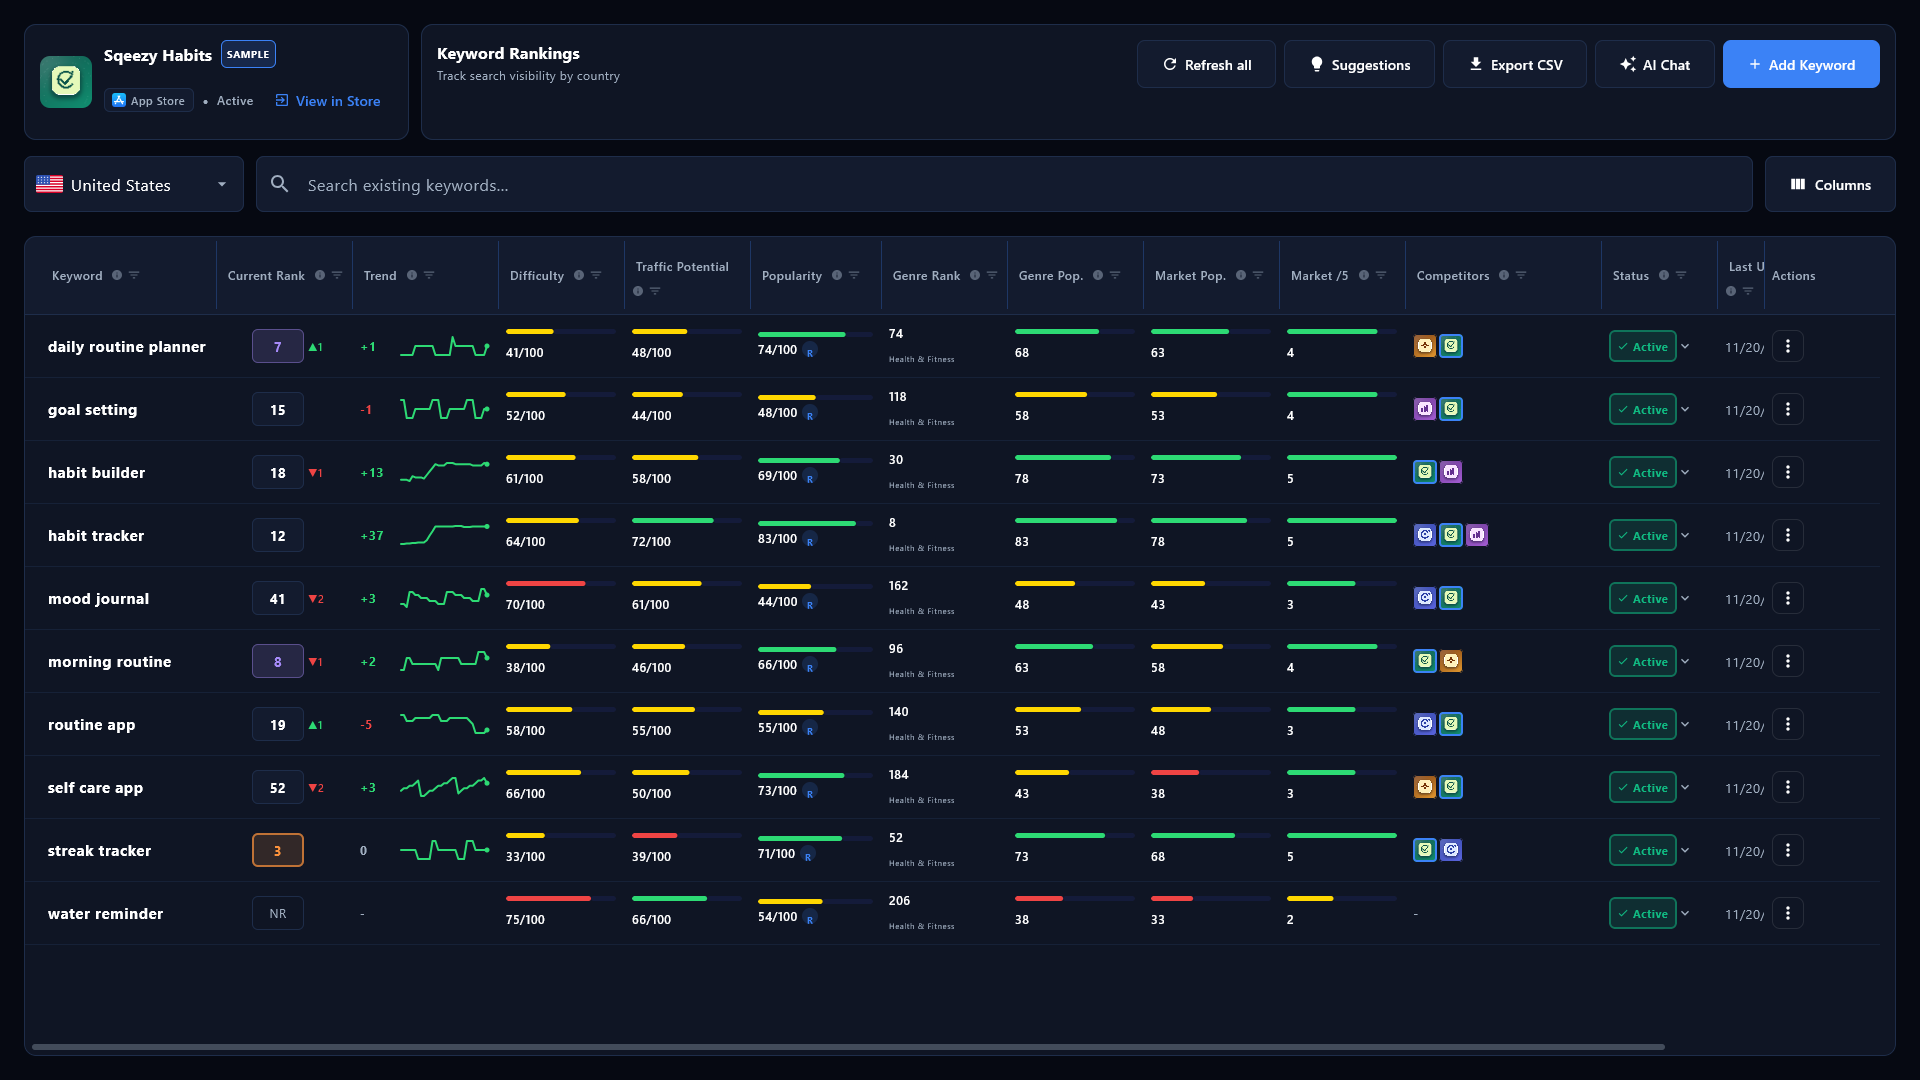 Sqeezy Habits SAMPLE
App Store • Active View in Store
Keyword Rankings
Track search visibility by country
Refresh all
Suggestions
Export CSV
AI Chat
+ Add Keyword
United States
Search existing keywords...
Columns
Keyword Current Rank Trend Difficulty Traffic Potential Popularity Genre Rank Genre Pop. Market Pop. Market /5 Competitors Status Last U Actions
daily routine planner 7 ▲1 +1 41/100 48/100 74/100 R 74 Health & Fitness 68 63 4 Active 11/20/
goal setting 15 -1 52/100 44/100 48/100 R 118 Health & Fitness 58 53 4 Active 11/20/
habit builder 18 ▼1 +13 61/100 58/100 69/100 R 30 Health & Fitness 78 73 5 Active 11/20/
habit tracker 12 +37 64/100 72/100 83/100 R 8 Health & Fitness 83 78 5 Active 11/20/
mood journal 41 ▼2 +3 70/100 61/100 44/100 R 162 Health & Fitness 48 43 3 Active 11/20/
morning routine 8 ▼1 +2 38/100 46/100 66/100 R 96 Health & Fitness 63 58 4 Active 11/20/
routine app 19 ▲1 -5 58/100 55/100 55/100 R 140 Health & Fitness 53 48 3 Active 11/20/
self care app 52 ▼2 +3 66/100 50/100 73/100 R 184 Health & Fitness 43 38 3 Active 11/20/
streak tracker 3 0 33/100 39/100 71/100 R 52 Health & Fitness 73 68 5 Active 11/20/
water reminder NR - 75/100 66/100 54/100 R 206 Health & Fitness 38 33 2 - Active 11/20/